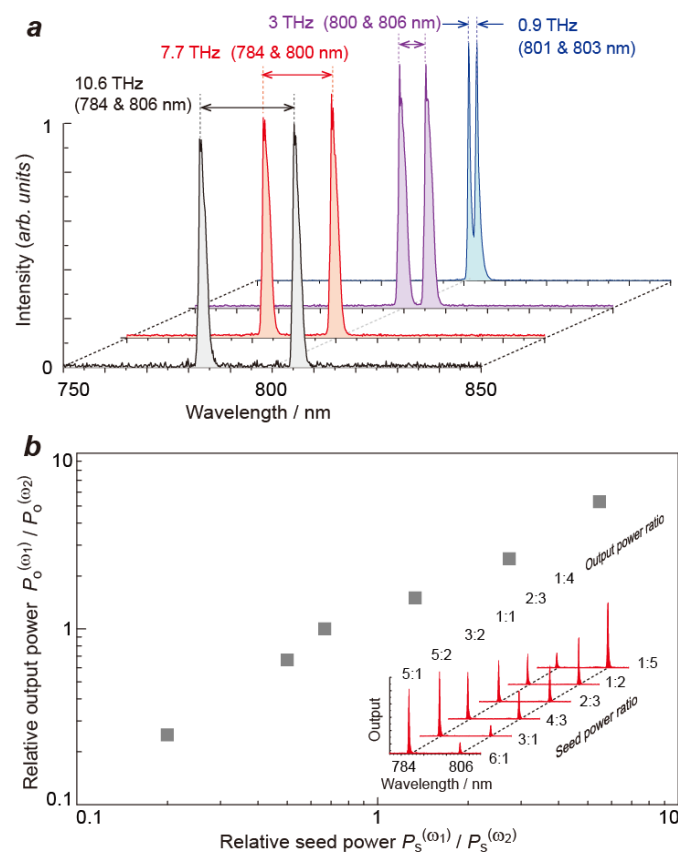 a
3 THz (800 & 806 nm)
0.9 THz
(801 & 803 nm)
7.7 THz (784 & 800 nm)
10.6 THz
(784 & 806 nm)
1
Intensity (arb. units)
0
750
800
850
Wavelength / nm
b
10
Relative output power Po(ω1) / Po(ω2)
1
0.1
Output power ratio
1:4
2:3
1:1
3:2
5:2
5:1
1:5
1:2
2:3
4:3
3:1
6:1
Seed power ratio
Output
784
806
Wavelength / nm
0.1
1
10
Relative seed power Ps(ω1) / Ps(ω2)